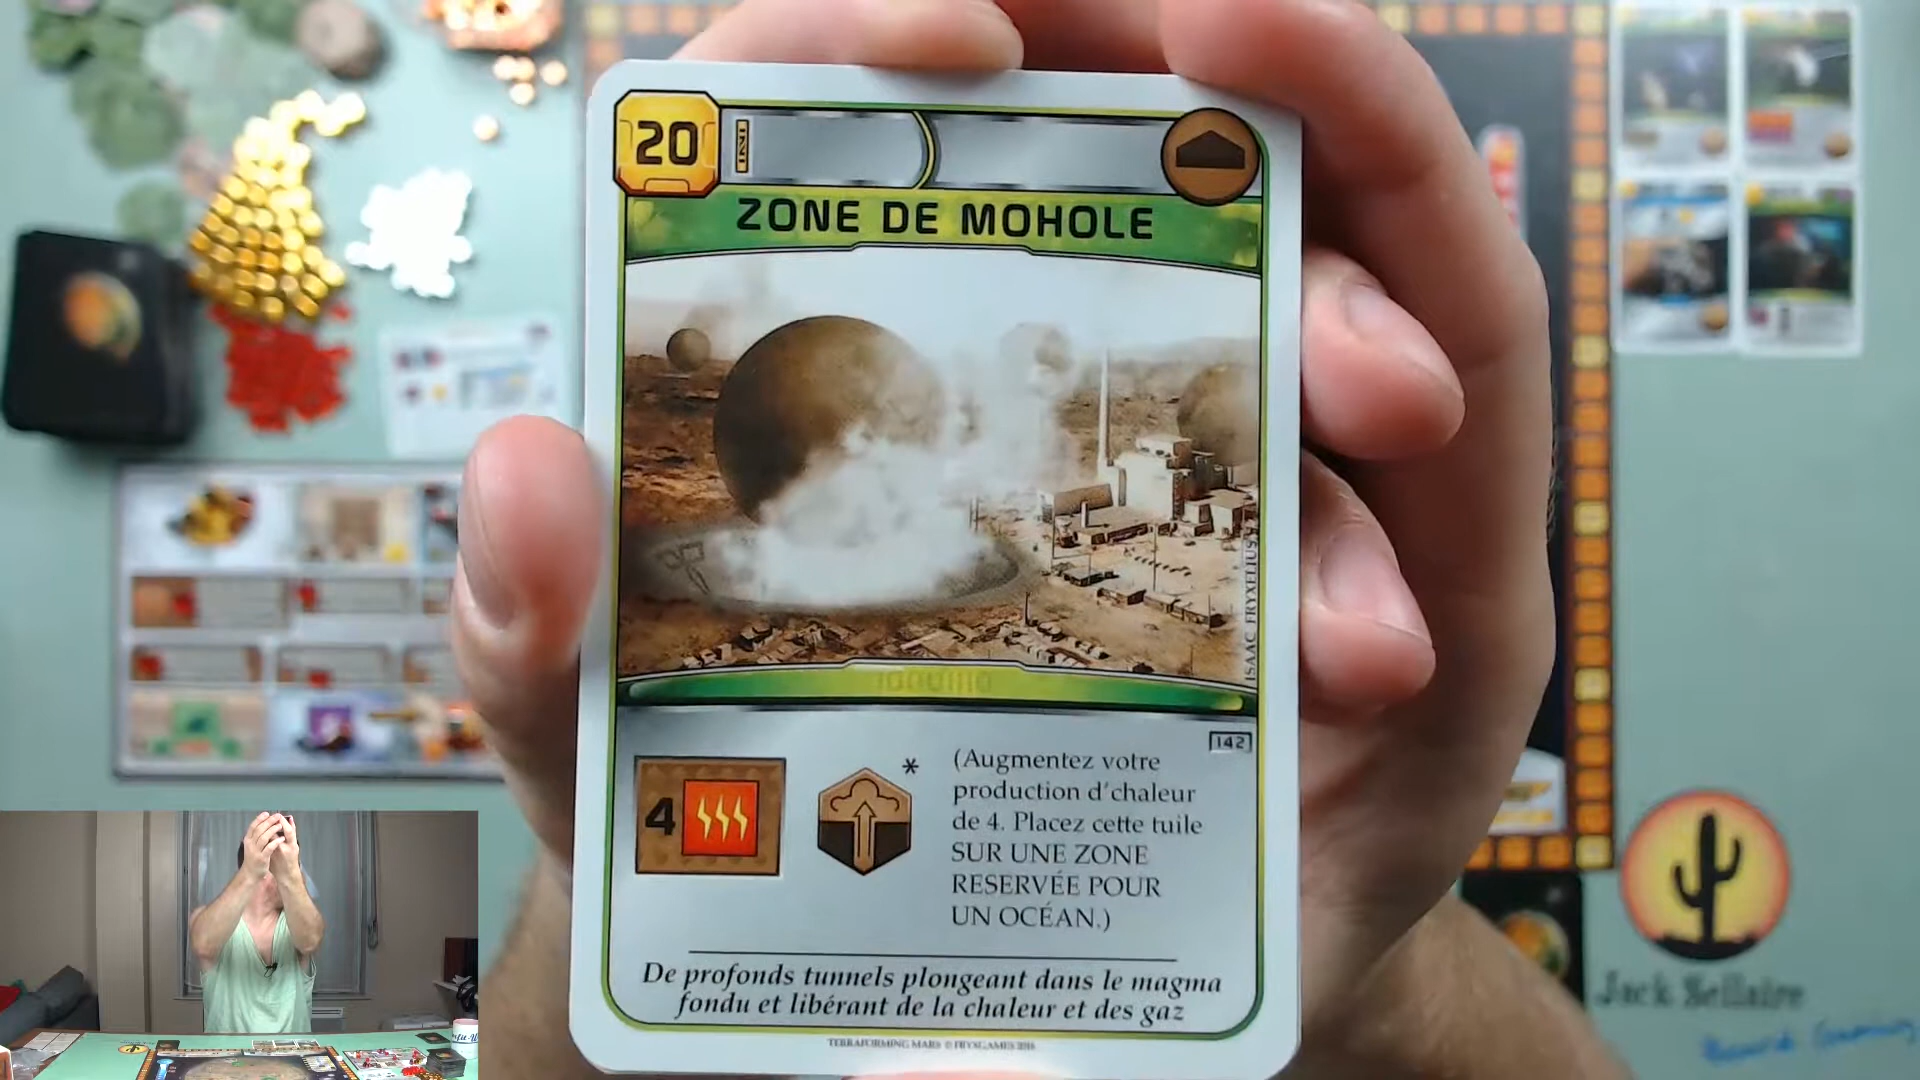 20
ZONE DE MOHOLE
ISAAC FRYXELIUS
142
4
*
(Augmentez votre
production d'chaleur
de 4. Placez cette tuile
SUR UNE ZONE
RESERVÉE POUR
UN OCÉAN.)
De profonds tunnels plongeant dans le magma
fondu et libérant de la chaleur et des gaz
TERRAFORMING MARS © FRYXGAMES 2016
Jack Bellaire